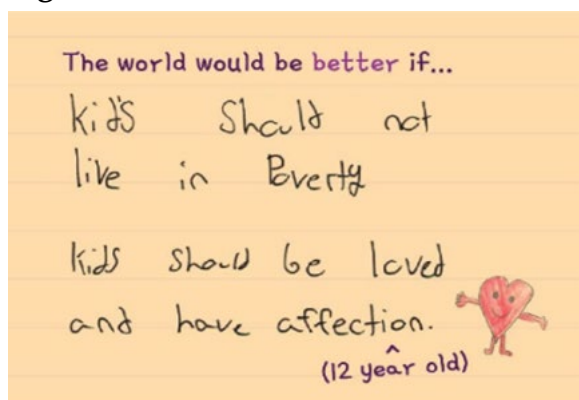 The world would be better if...
kid's Should not
live in Poverty
kids should be loved
and have affection.
(12 year old)